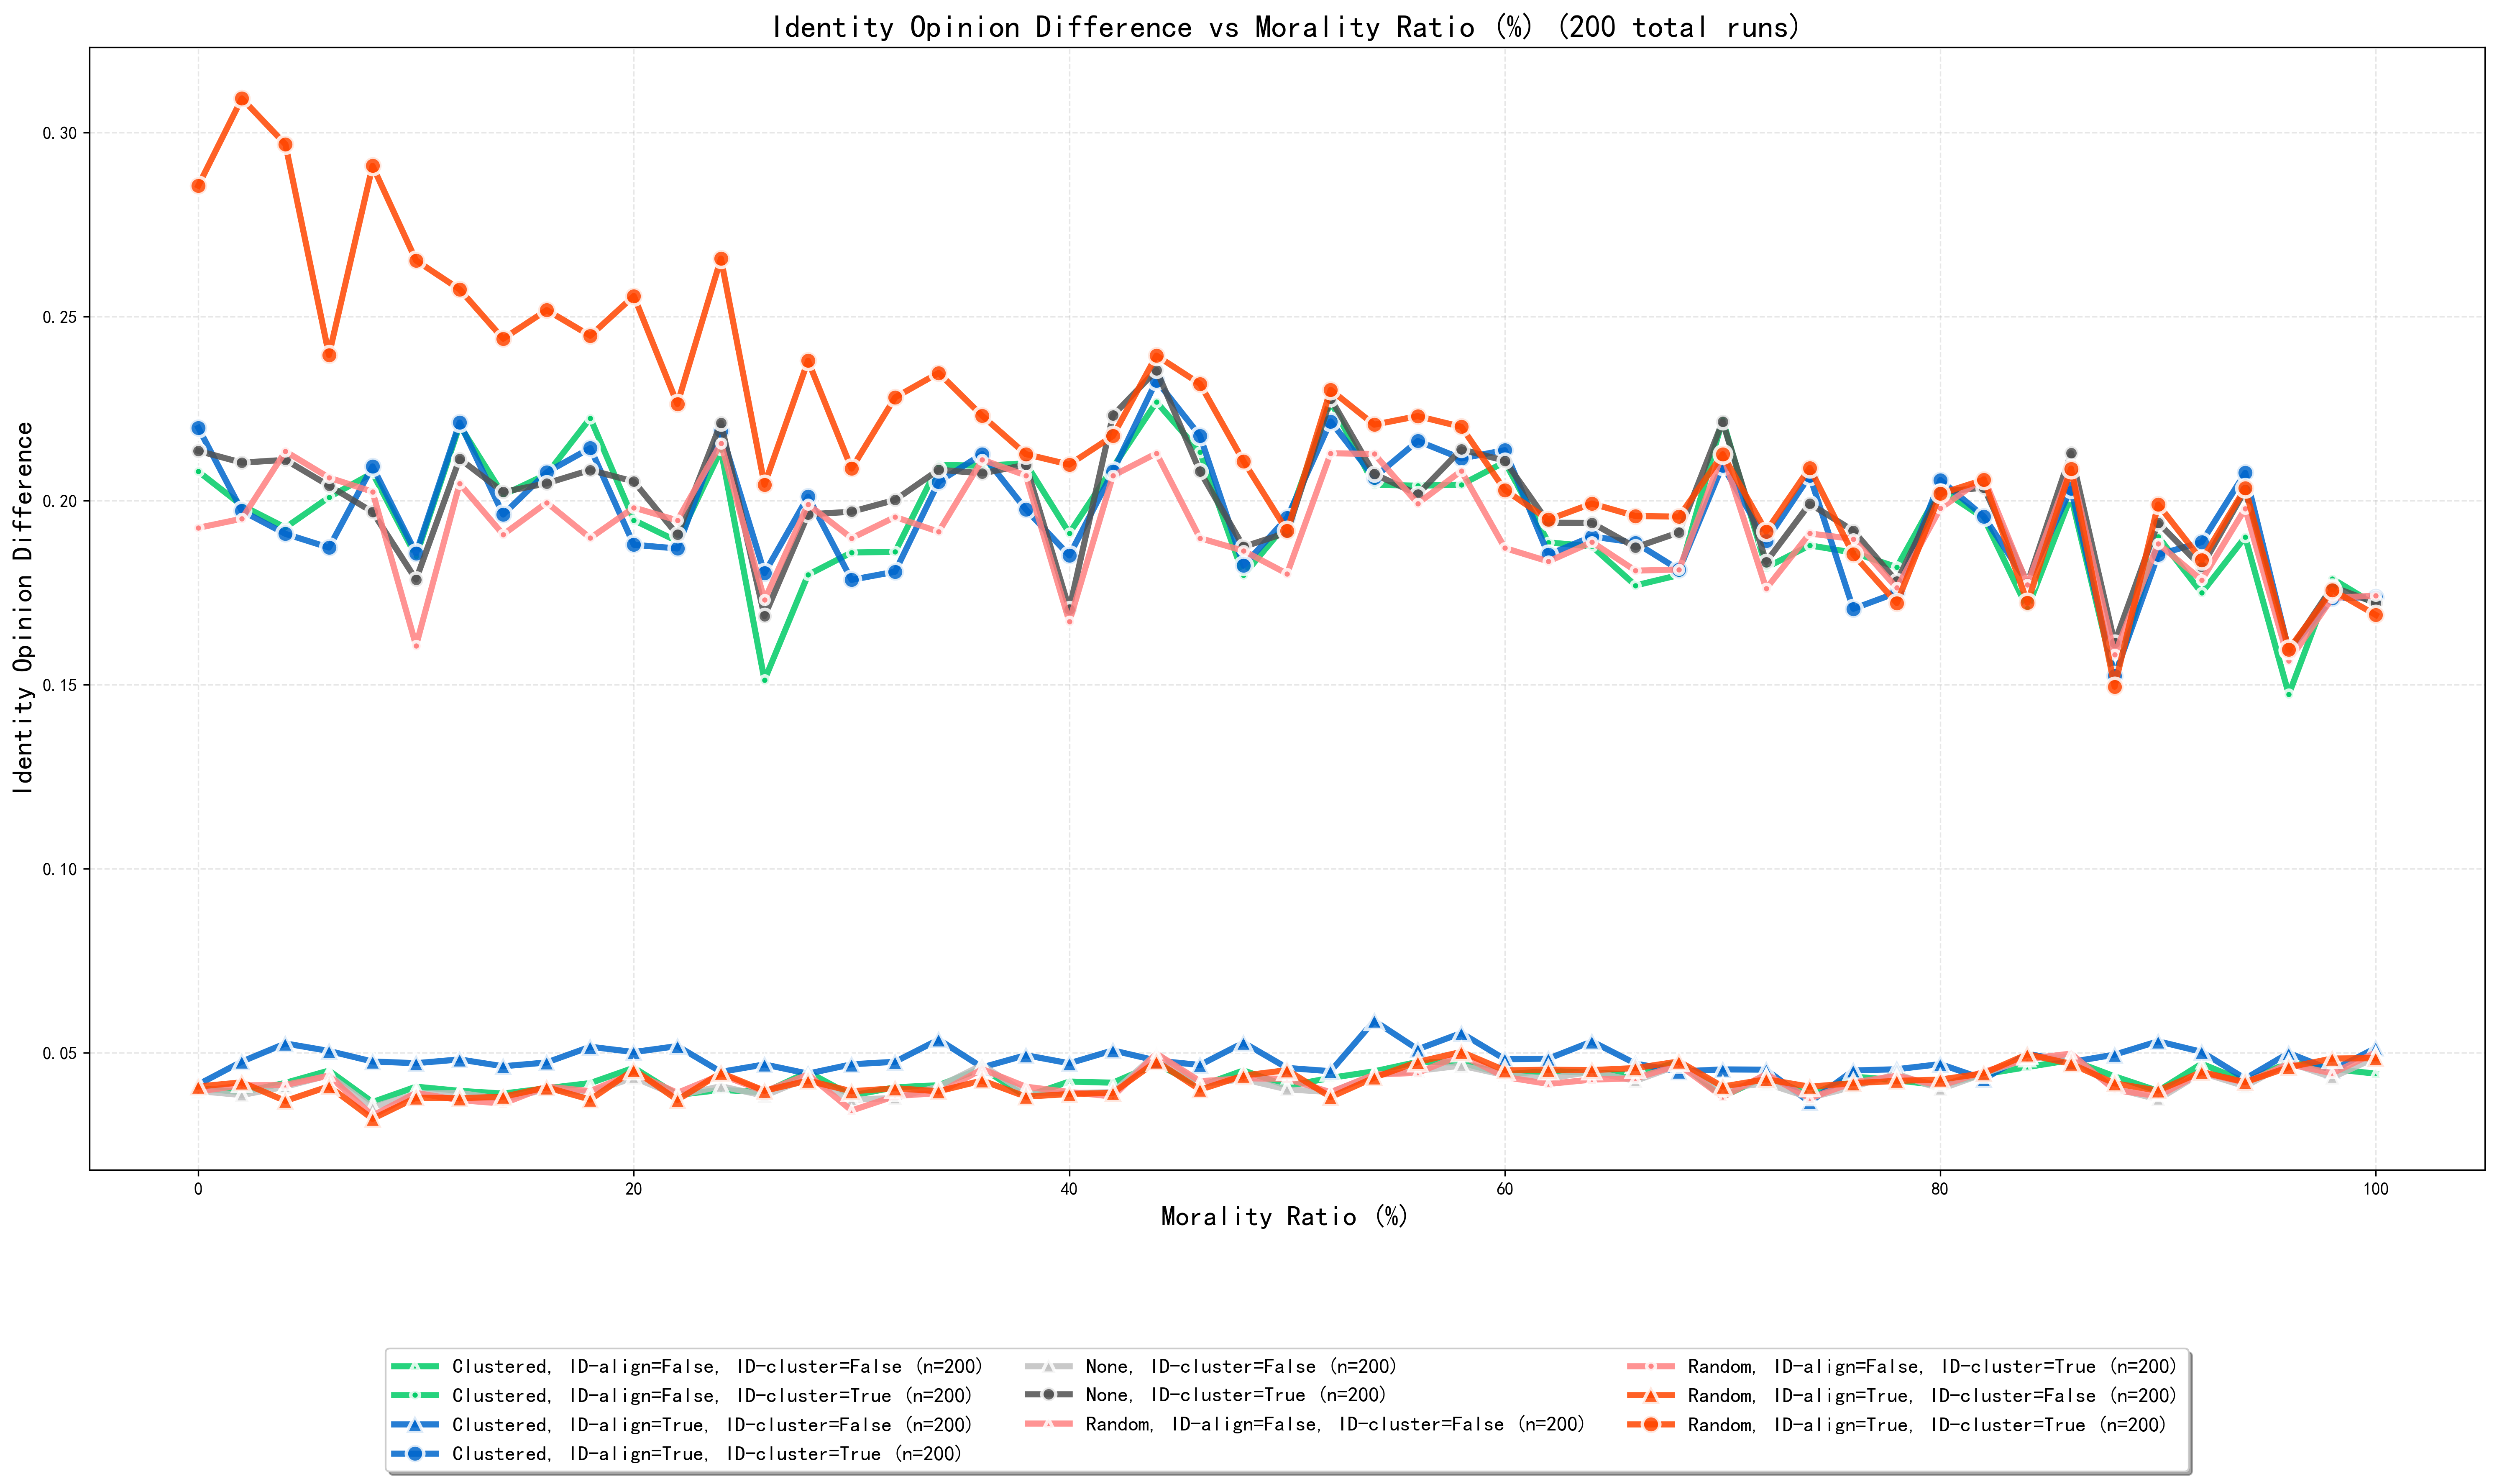 Identity Opinion Difference vs Morality Ratio (%) (200 total runs)
Identity Opinion Difference
0.30
0.25
0.20
0.15
0.10
0.05
0
20
40
60
80
100
Morality Ratio (%)
Clustered, ID-align=False, ID-cluster=False (n=200)
Clustered, ID-align=False, ID-cluster=True (n=200)
Clustered, ID-align=True, ID-cluster=False (n=200)
Clustered, ID-align=True, ID-cluster=True (n=200)
None, ID-cluster=False (n=200)
None, ID-cluster=True (n=200)
Random, ID-align=False, ID-cluster=False (n=200)
Random, ID-align=False, ID-cluster=True (n=200)
Random, ID-align=True, ID-cluster=False (n=200)
Random, ID-align=True, ID-cluster=True (n=200)